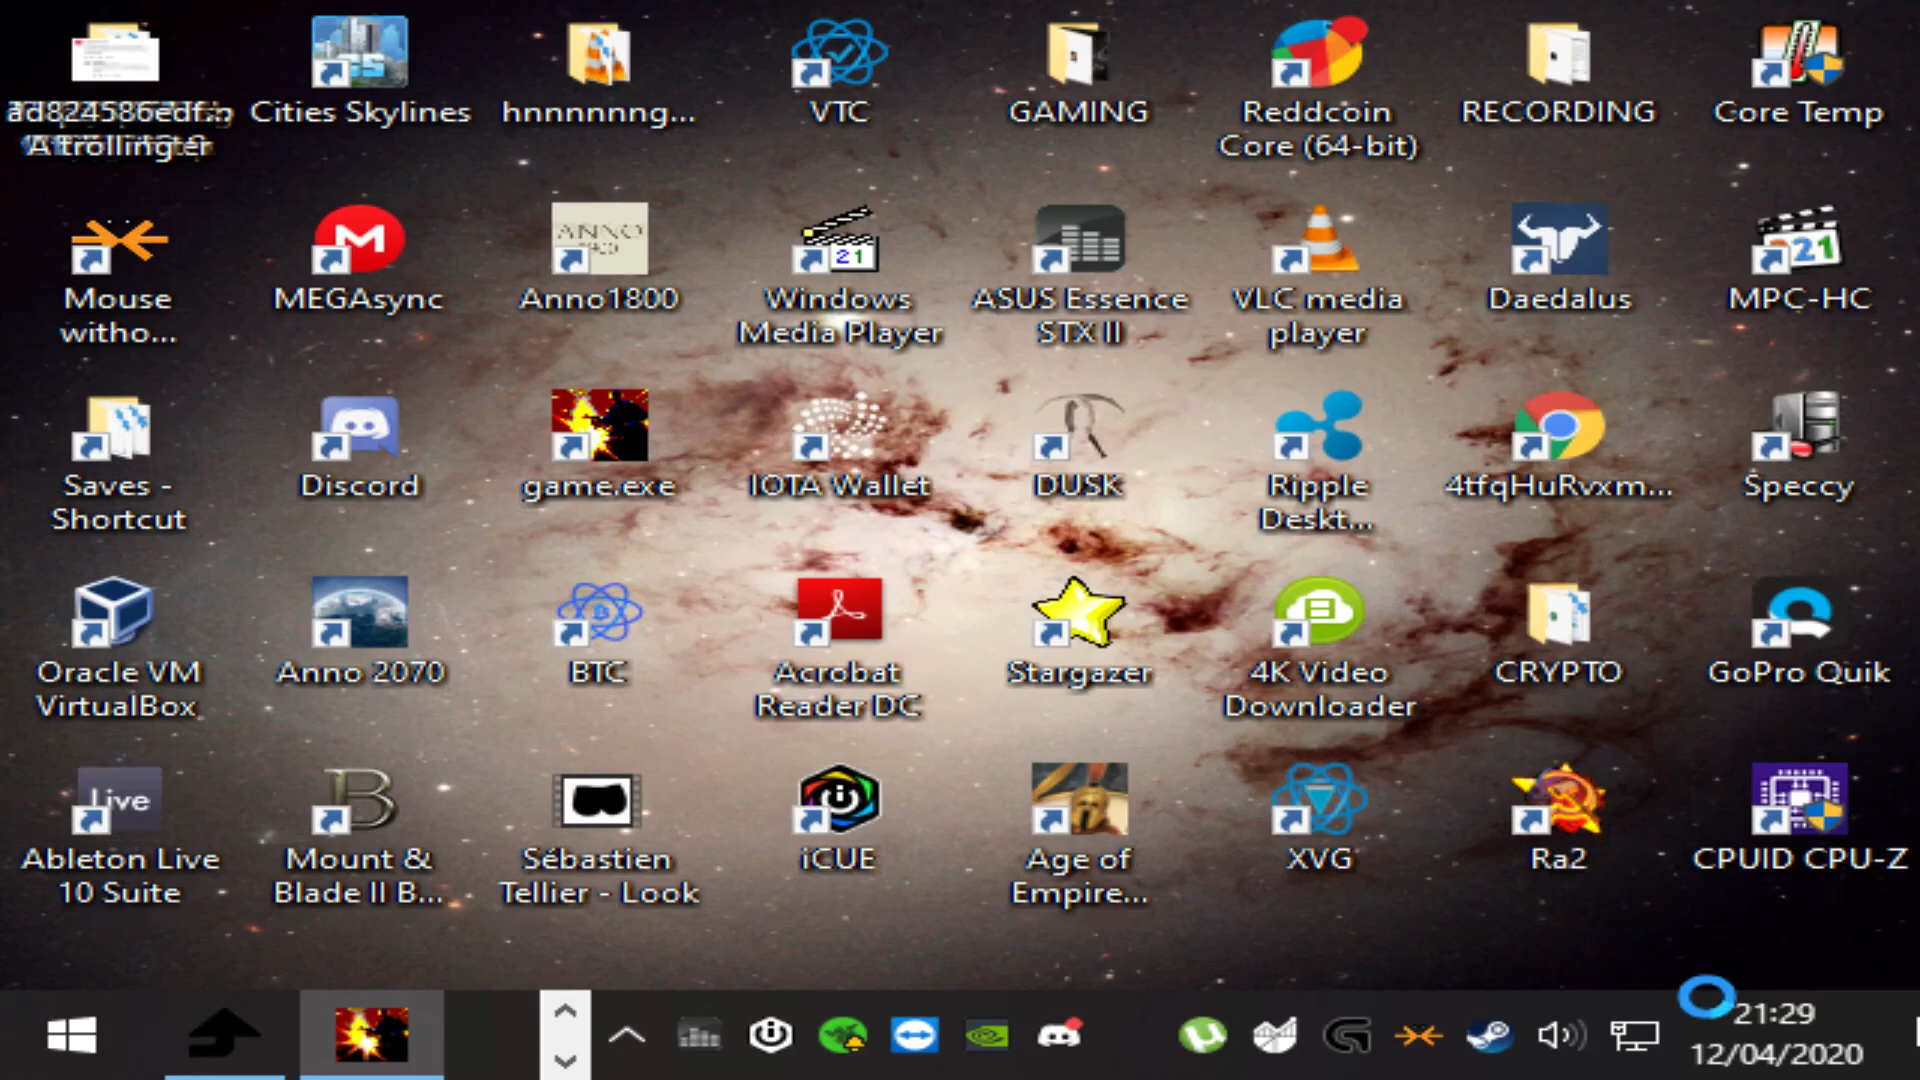 Cities Skylines
hnnnnnng...
VTC
GAMING
Reddcoin
Core (64-bit)
RECORDING
Core Temp
Mouse
witho...
MEGAsync
ANNO
Anno1800
21
Windows
Media Player
ASUS Essence
STX II
VLC media
player
Daedalus
321
MPC-HC
Saves -
Shortcut
Discord
game.exe
IOTA Wallet
DUSK
Ripple
Deskt...
4tfqHuRvxm...
Speccy
Oracle VM
VirtualBox
Anno 2070
BTC
Acrobat
Reader DC
Stargazer
4K Video
Downloader
CRYPTO
GoPro Quik
Live
Ableton Live
10 Suite
B
Mount &
Blade II B...
Sébastien
Tellier - Look
iCUE
Age of
Empire...
XVG
Ra2
CPUID CPU-Z
21:29
12/04/2020